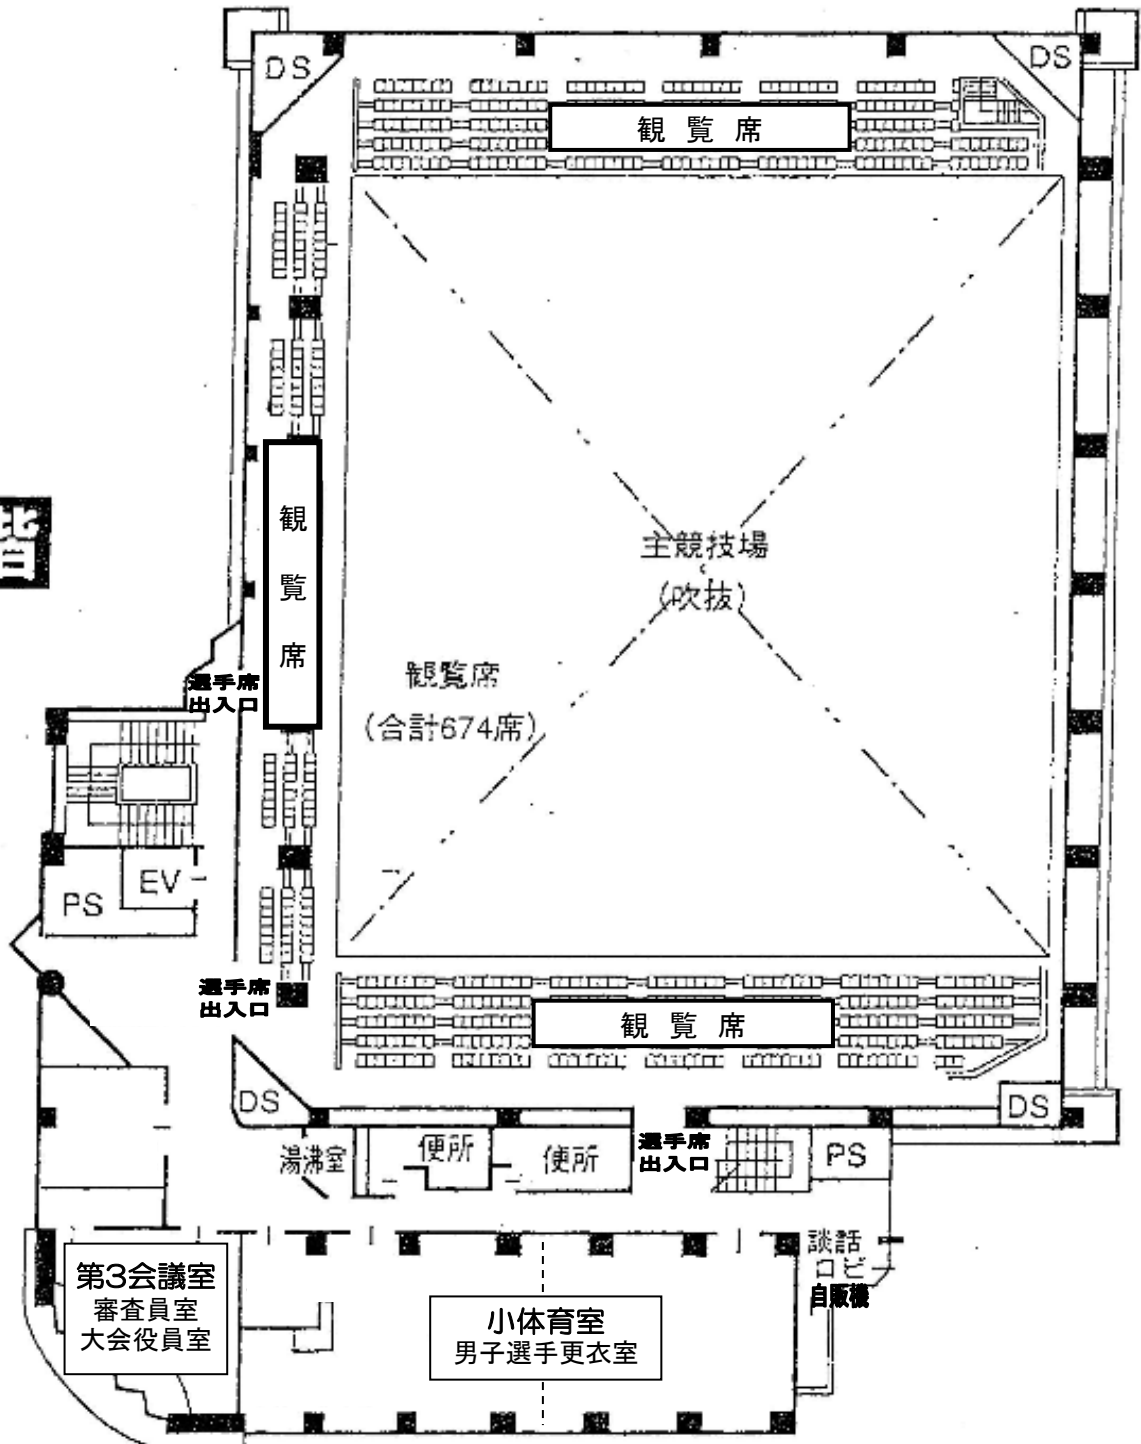 DS
DS
観覧席
観覧席
主競技場
(吹抜)
観覧席
(合計674席)
選手席
出入口
EV
PS
選手席
出入口
観覧席
DS
DS
湯沸室
便所
便所
選手席
出入口
PS
談話
ロビ
自販機
第3会議室
審査員室
大会役員室
小体育室
男子選手更衣室
階